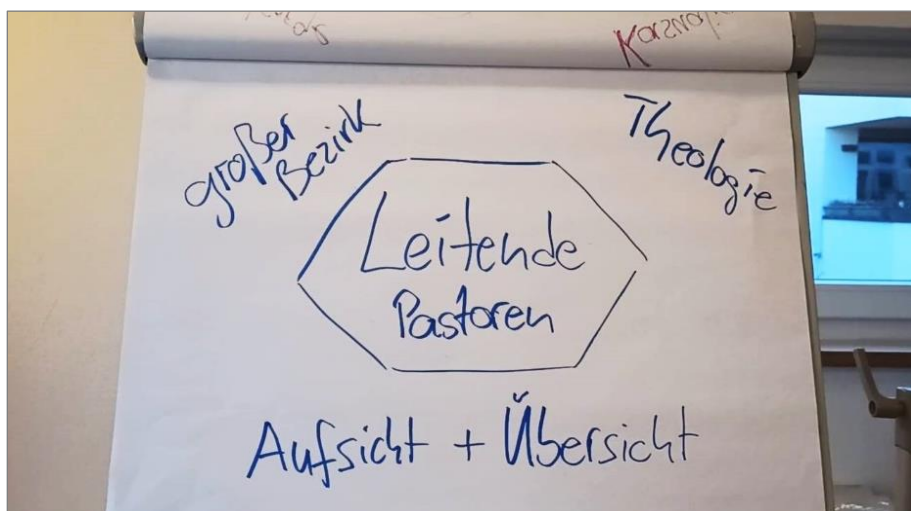 großer
Bezirk
Theologie
Leitende
Pastoren
Aufsicht + Übersicht